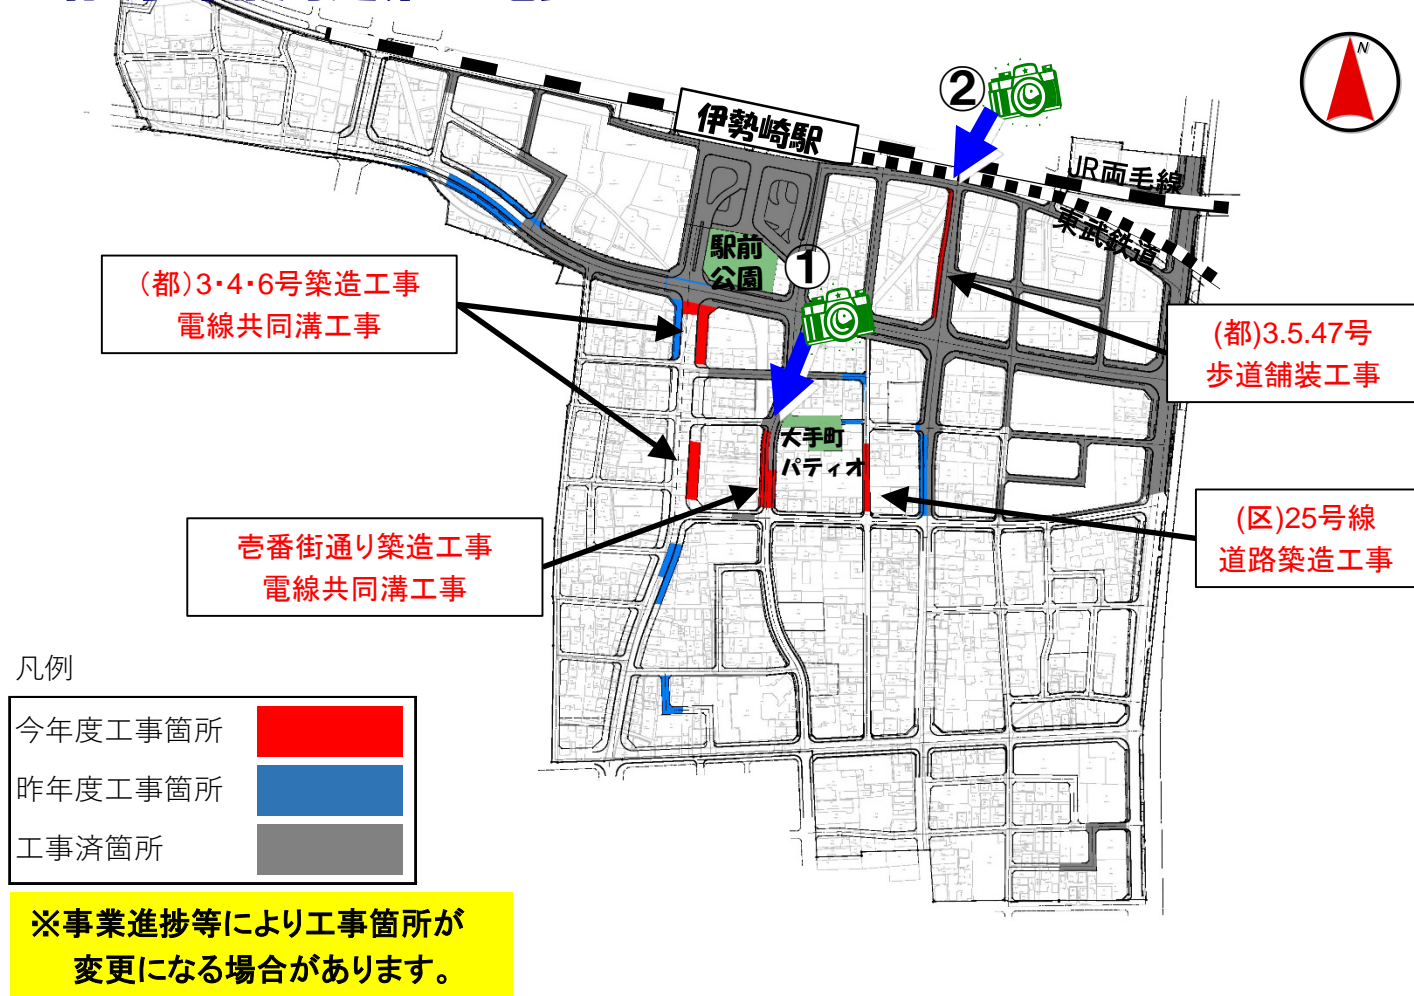 N
②
伊勢崎駅
JR両毛線
東武鉄道
駅前
公園
①
(都)3・4・6号築造工事
電線共同溝工事
(都)3.5.47号
歩道舗装工事
大手町
パティオ
壱番街通り築造工事
電線共同溝工事
(区)25号線
道路築造工事
凡例
今年度工事箇所
昨年度工事箇所
工事済箇所
※事業進捗等により工事箇所が
変更になる場合があります。